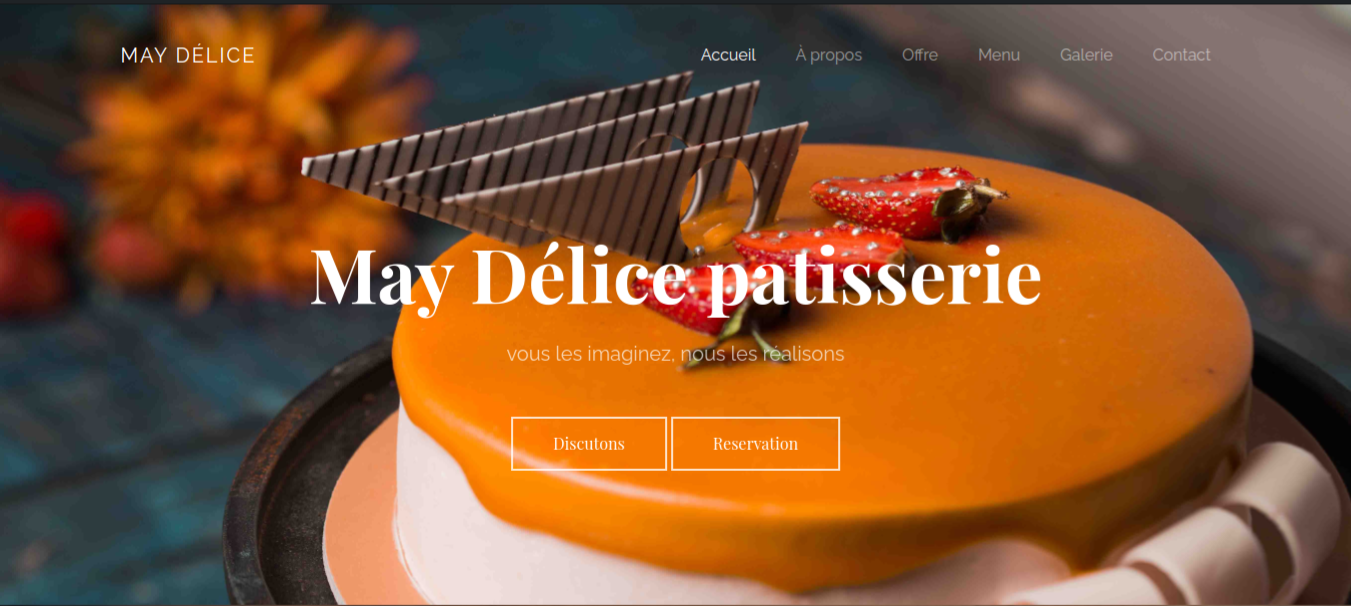 MAY DÉLICE
Accueil À propos Offre Menu Galerie Contact
May Délice patisserie
vous les imaginez, nous les réalisons
Discutons Reservation